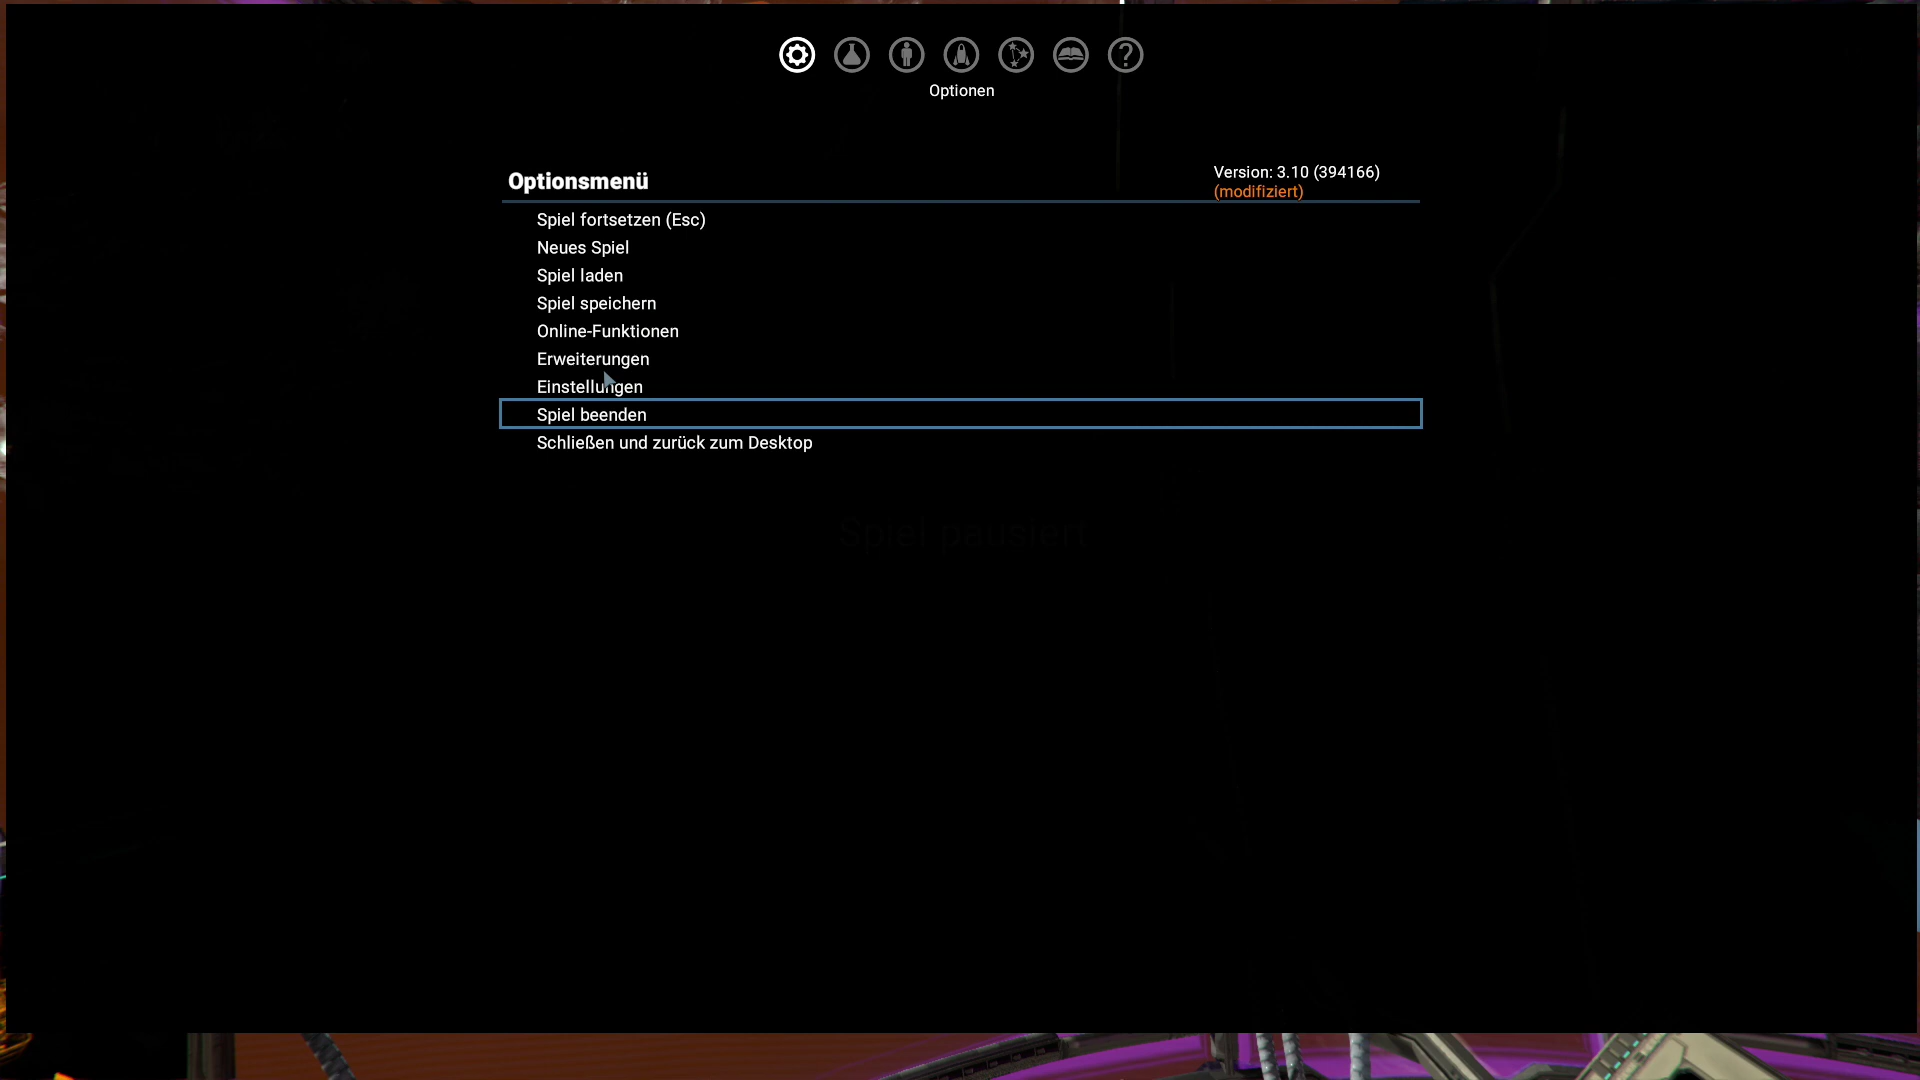 Optionen
Optionsmenü
Version: 3.10 (394166)
(modifiziert)
Spiel fortsetzen (Esc)
Neues Spiel
Spiel laden
Spiel speichern
Online-Funktionen
Erweiterungen
Einstellungen
Spiel beenden
Schließen und zurück zum Desktop
Spiel pausiert